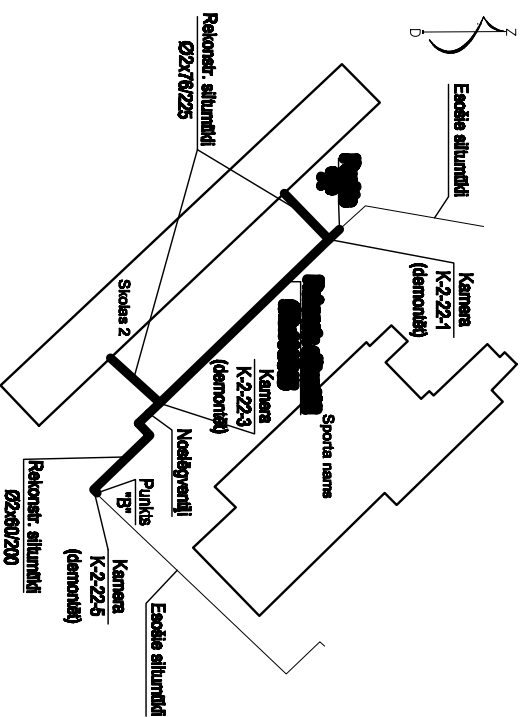 Z
D
Esošie siltumtīkli
Rekonstr. siltumtīkli
Ø2x76/225
Kamera
K-2-22-1
(demontēt)
Sporta nams
Skolas 2
Kamera
K-2-22-3
(demontēt)
Noslēgventiļi
Punkts
"B"
Kamera
K-2-22-5
(demontēt)
Rekonstr. siltumtīkli
Ø2x60/200
Esošie siltumtīkli